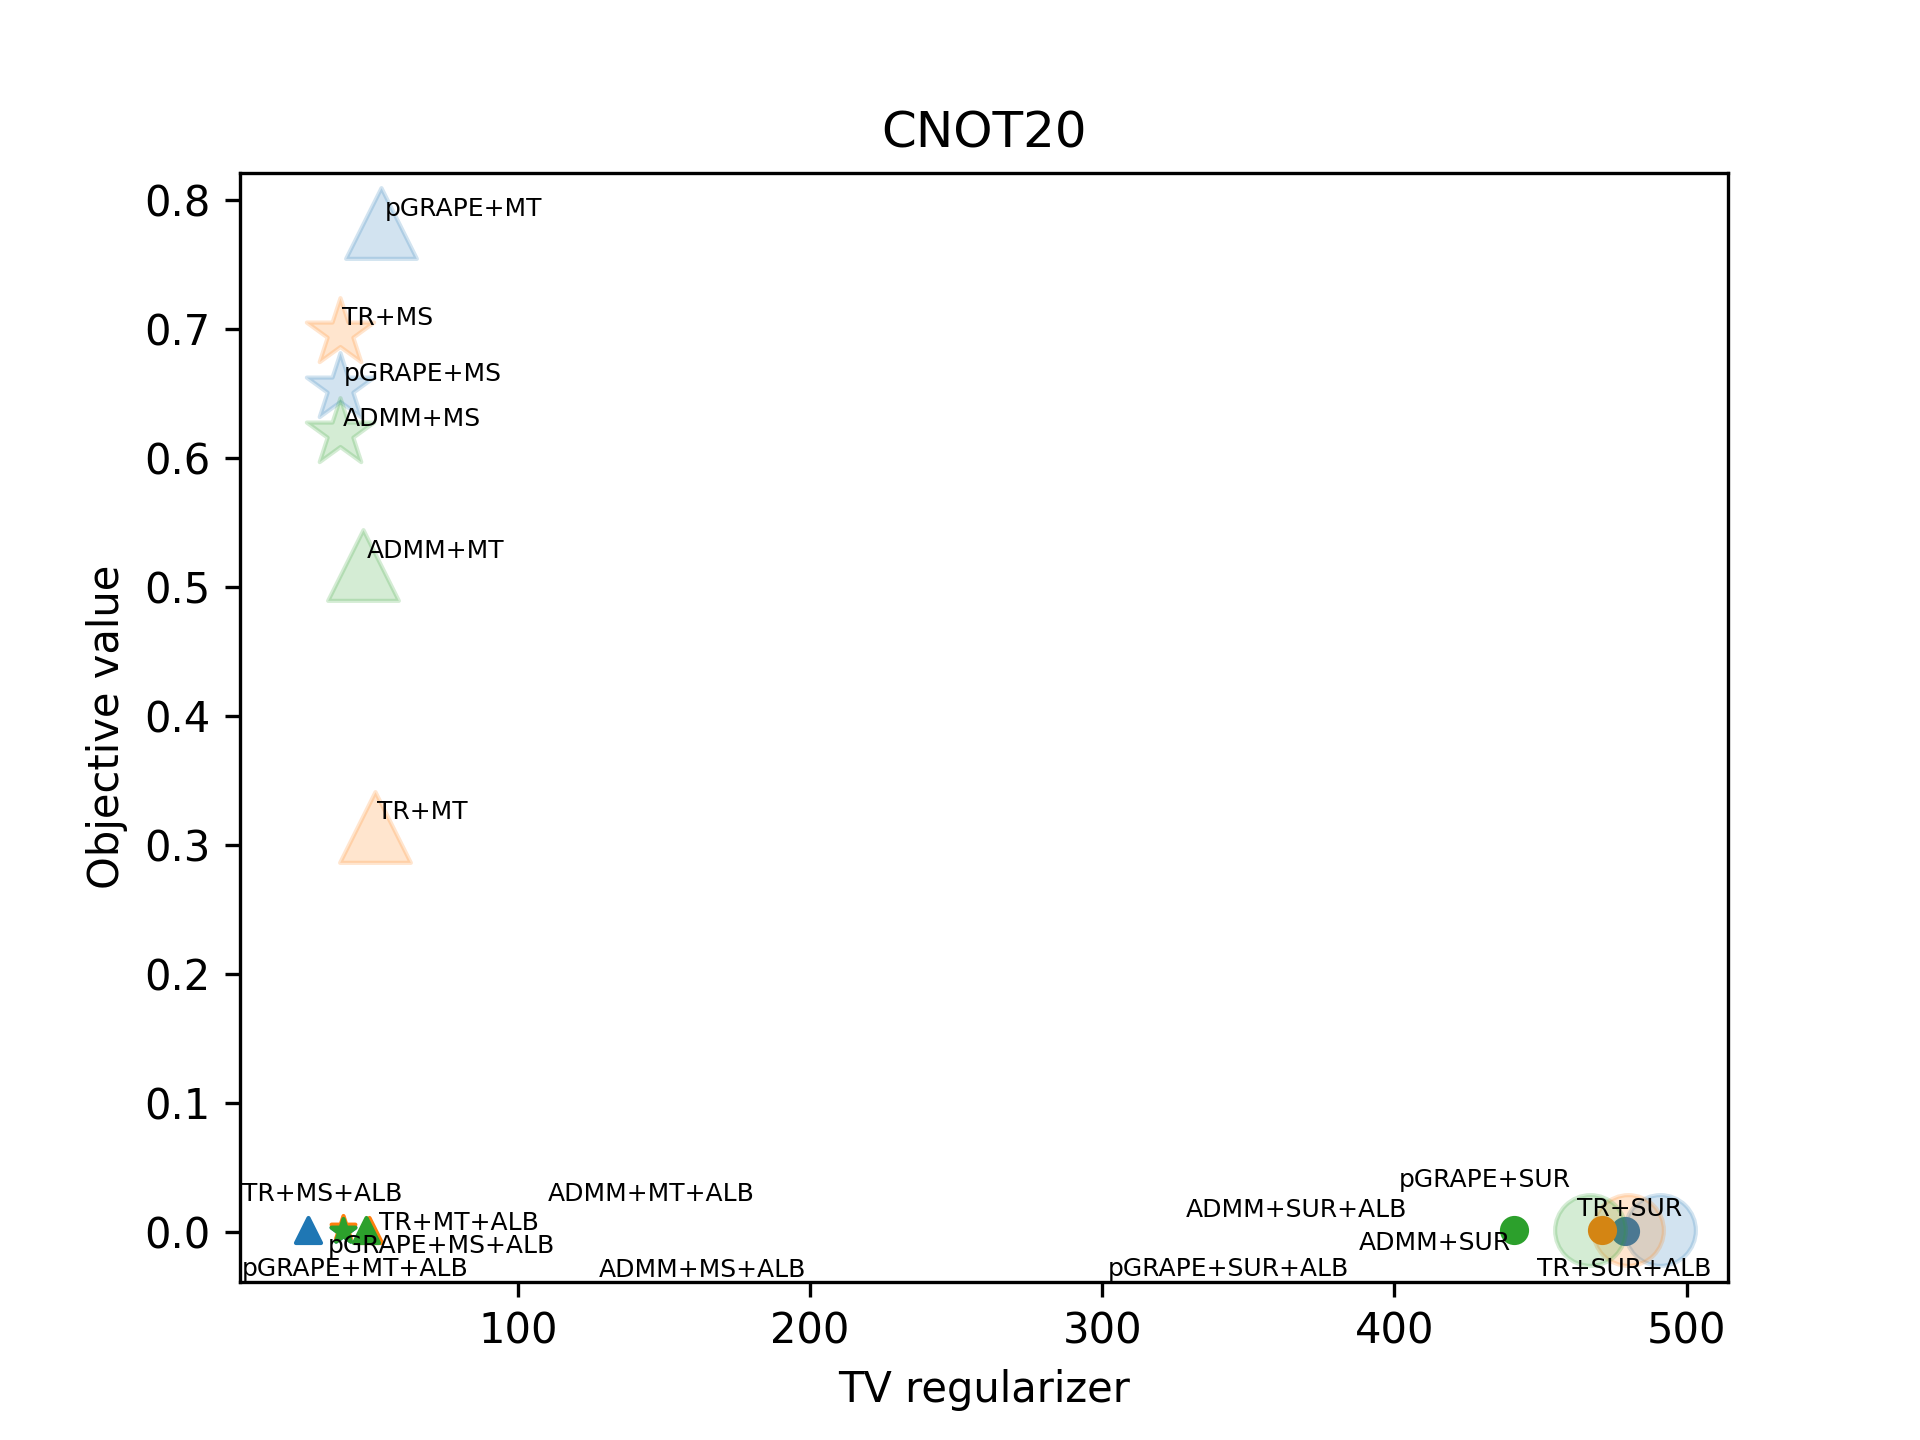 CNOT20
0.8
0.7
0.6
0.5
0.4
0.3
0.2
0.1
0.0
Objective value
pGRAPE+MT
TR+MS
pGRAPE+MS
ADMM+MS
ADMM+MT
TR+MT
pGRAPE+SUR
TR+MS+ALB
ADMM+MT+ALB
ADMM+SUR+ALB
TR+SUR
TR+MT+ALB
ADMM+SUR
pGRAPE+MS+ALB
pGRAPE+MT+ALB
ADMM+MS+ALB
pGRAPE+SUR+ALB
TR+SUR+ALB
100
200
300
400
500
TV regularizer